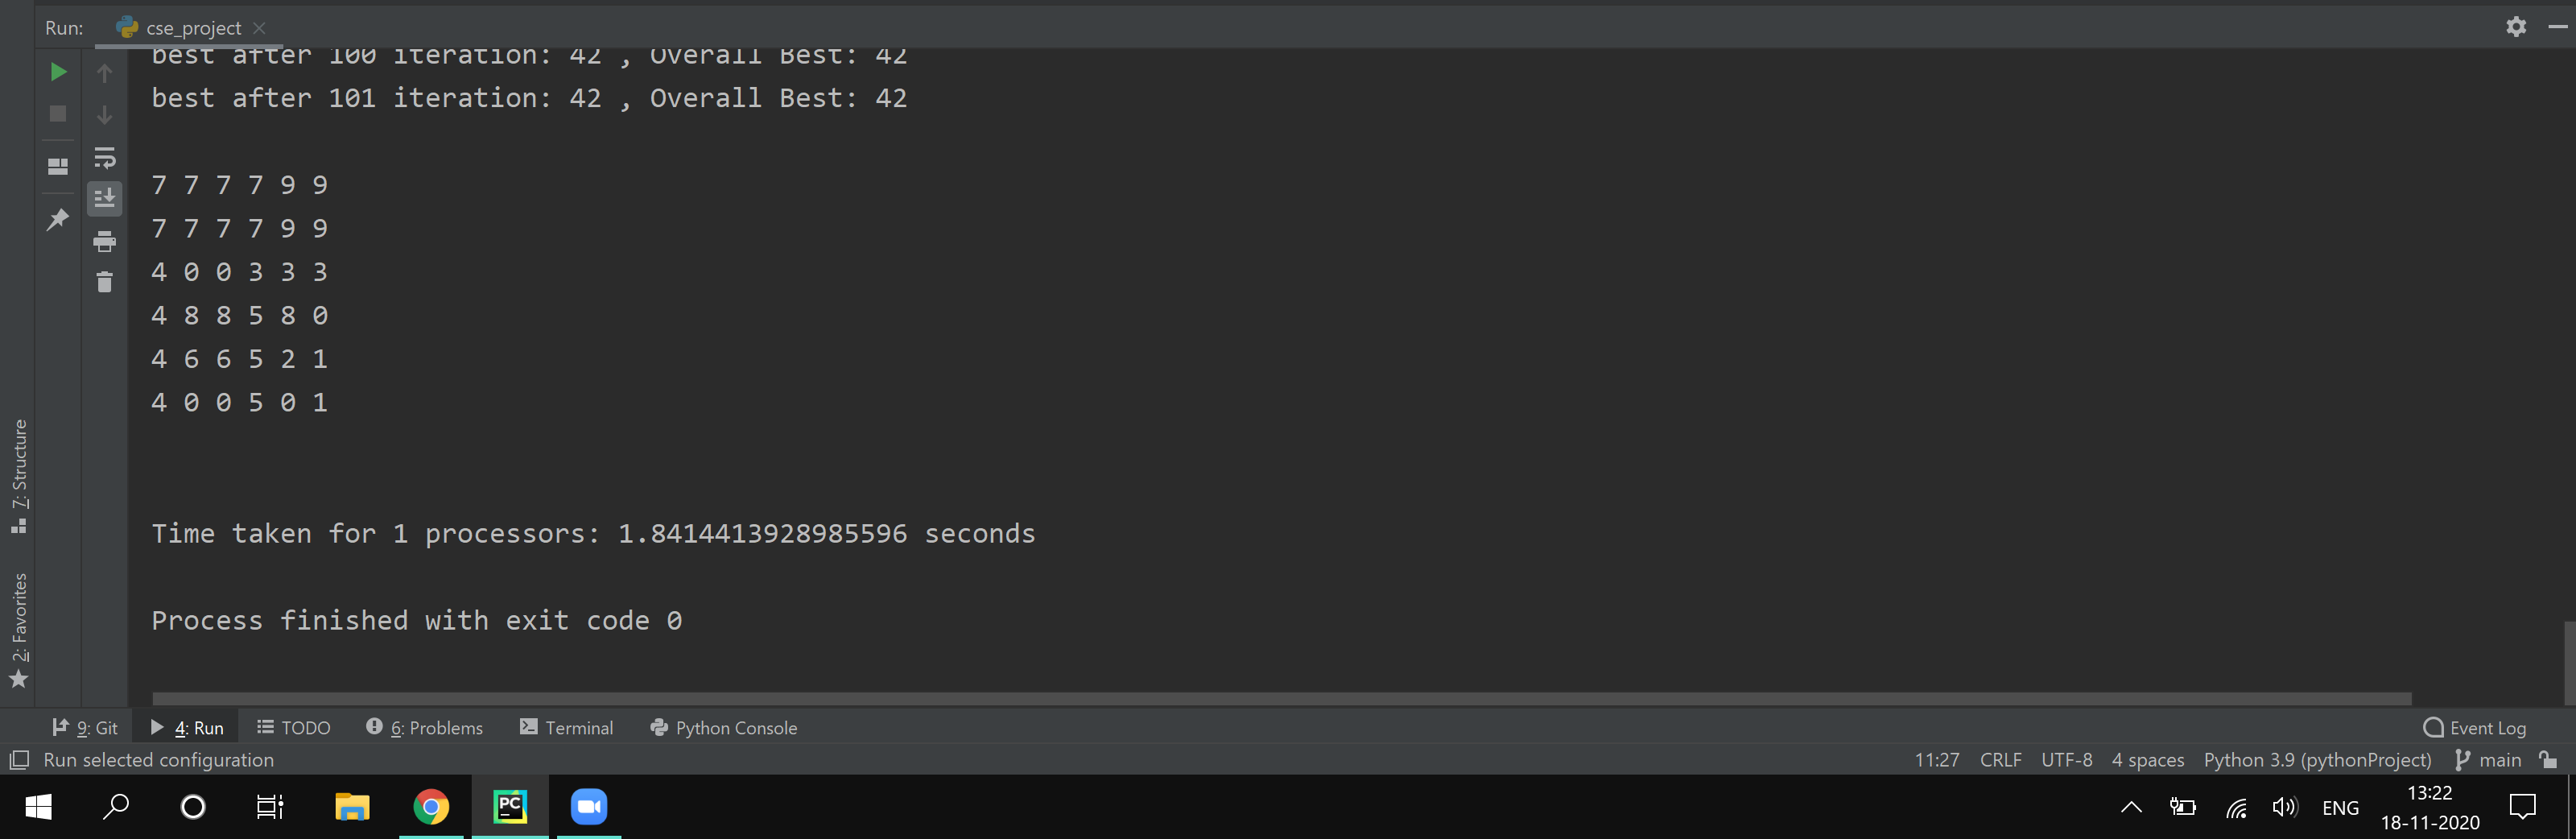 Run: cse_project
best after 100 iteration: 42 , Overall Best: 42
best after 101 iteration: 42 , Overall Best: 42
7 7 7 7 9 9
7 7 7 7 9 9
4 0 0 3 3 3
4 8 8 5 8 0
4 6 6 5 2 1
4 0 0 5 0 1
Time taken for 1 processors: 1.8414413928985596 seconds
Process finished with exit code 0
7: Structure
2: Favorites
9: Git 4: Run TODO 6: Problems Terminal Python Console Event Log
Run selected configuration 11:27 CRLF UTF-8 4 spaces Python 3.9 (pythonProject) main
PC ENG 13:22
18-11-2020